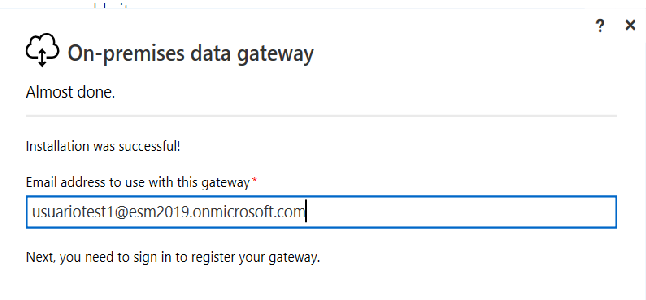 ? ×
On-premises data gateway
Almost done.
Installation was successful!
Email address to use with this gateway*
usuariotest1@esm2019.onmicrosoft.com
Next, you need to sign in to register your gateway.